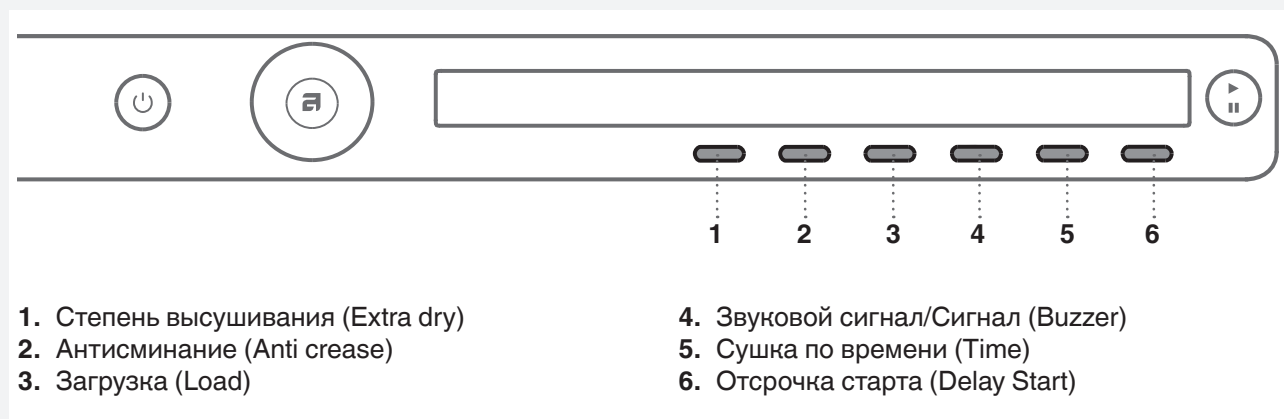 1 2 3 4 5 6
1. Степень высушивания (Extra dry)
2. Антисминание (Anti crease)
3. Загрузка (Load)
4. Звуковой сигнал/Сигнал (Buzzer)
5. Сушка по времени (Time)
6. Отсрочка старта (Delay Start)